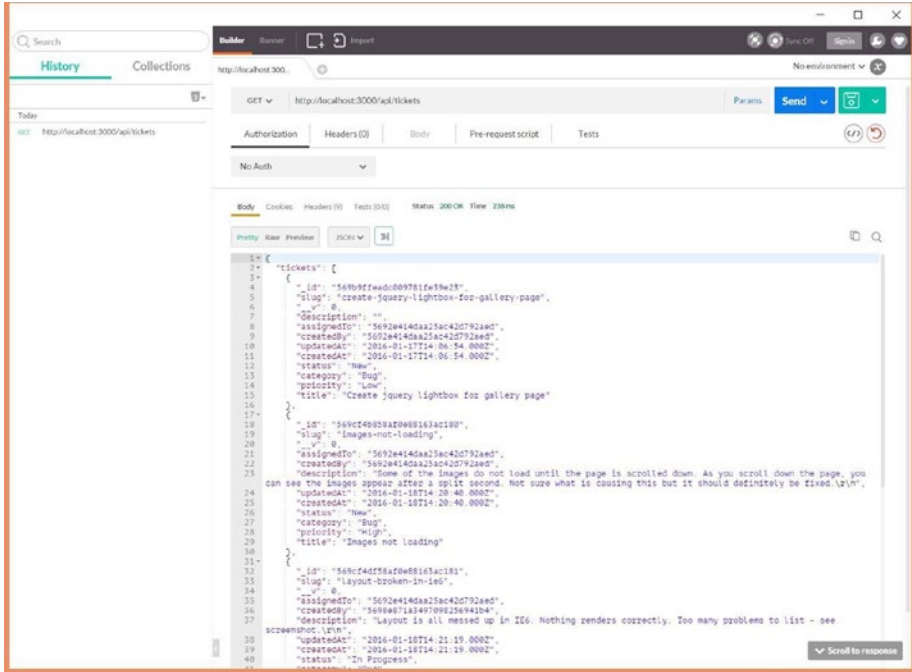 Search
Builder Runner Import Sync Off Sign in
History Collections
http://localhost:300... No environment
GET http://localhost:3000/api/tickets Params Send
Today
GET http://localhost:3000/api/tickets
Authorization Headers (0) Body Pre-request script Tests
No Auth
Body Cookies Headers (9) Tests (0/0) Status 200 OK Time 238 ms
Pretty Raw Preview JSON
1 {
2 "tickets": [
3 {
4 "_id": "569b9ffeadc009781fe39e23",
5 "slug": "create-jquery-lightbox-for-gallery-page",
6 "__v": 0,
7 "description": "",
8 "assignedTo": "5692e414daa25ac42d792aed",
9 "createdBy": "5692e414daa25ac42d792aed",
10 "updatedAt": "2016-01-17T14:06:54.000Z",
11 "createdAt": "2016-01-17T14:06:54.000Z",
12 "status": "New",
13 "category": "Bug",
14 "priority": "Low",
15 "title": "Create jquery lightbox for gallery page"
16 },
17 {
18 "_id": "569cf4b858af0e88163ac180",
19 "slug": "images-not-loading",
20 "__v": 0,
21 "assignedTo": "5692e414daa25ac42d792aed",
22 "createdBy": "5692e414daa25ac42d792aed",
23 "description": "Some of the images do not load until the page is scrolled down. As you scroll down the page, you
can see the images appear after a split second. Not sure what is causing this but it should definitely be fixed.\r\n",
24 "updatedAt": "2016-01-18T14:20:40.000Z",
25 "createdAt": "2016-01-18T14:20:40.000Z",
26 "status": "New",
27 "category": "Bug",
28 "priority": "High",
29 "title": "Images not loading"
30 },
31 {
32 "_id": "569cf4df58af0e88163ac181",
33 "slug": "layout-broken-in-ie6",
34 "__v": 0,
35 "assignedTo": "5692e414daa25ac42d792aed",
36 "createdBy": "5698e871a3497098256941b4",
37 "description": "Layout is all messed up in IE6. Nothing renders correctly. Too many problems to list - see
screenshot.\r\n",
38 "updatedAt": "2016-01-18T14:21:19.000Z",
39 "createdAt": "2016-01-18T14:21:19.000Z",
40 "status": "In Progress",
Scroll to response